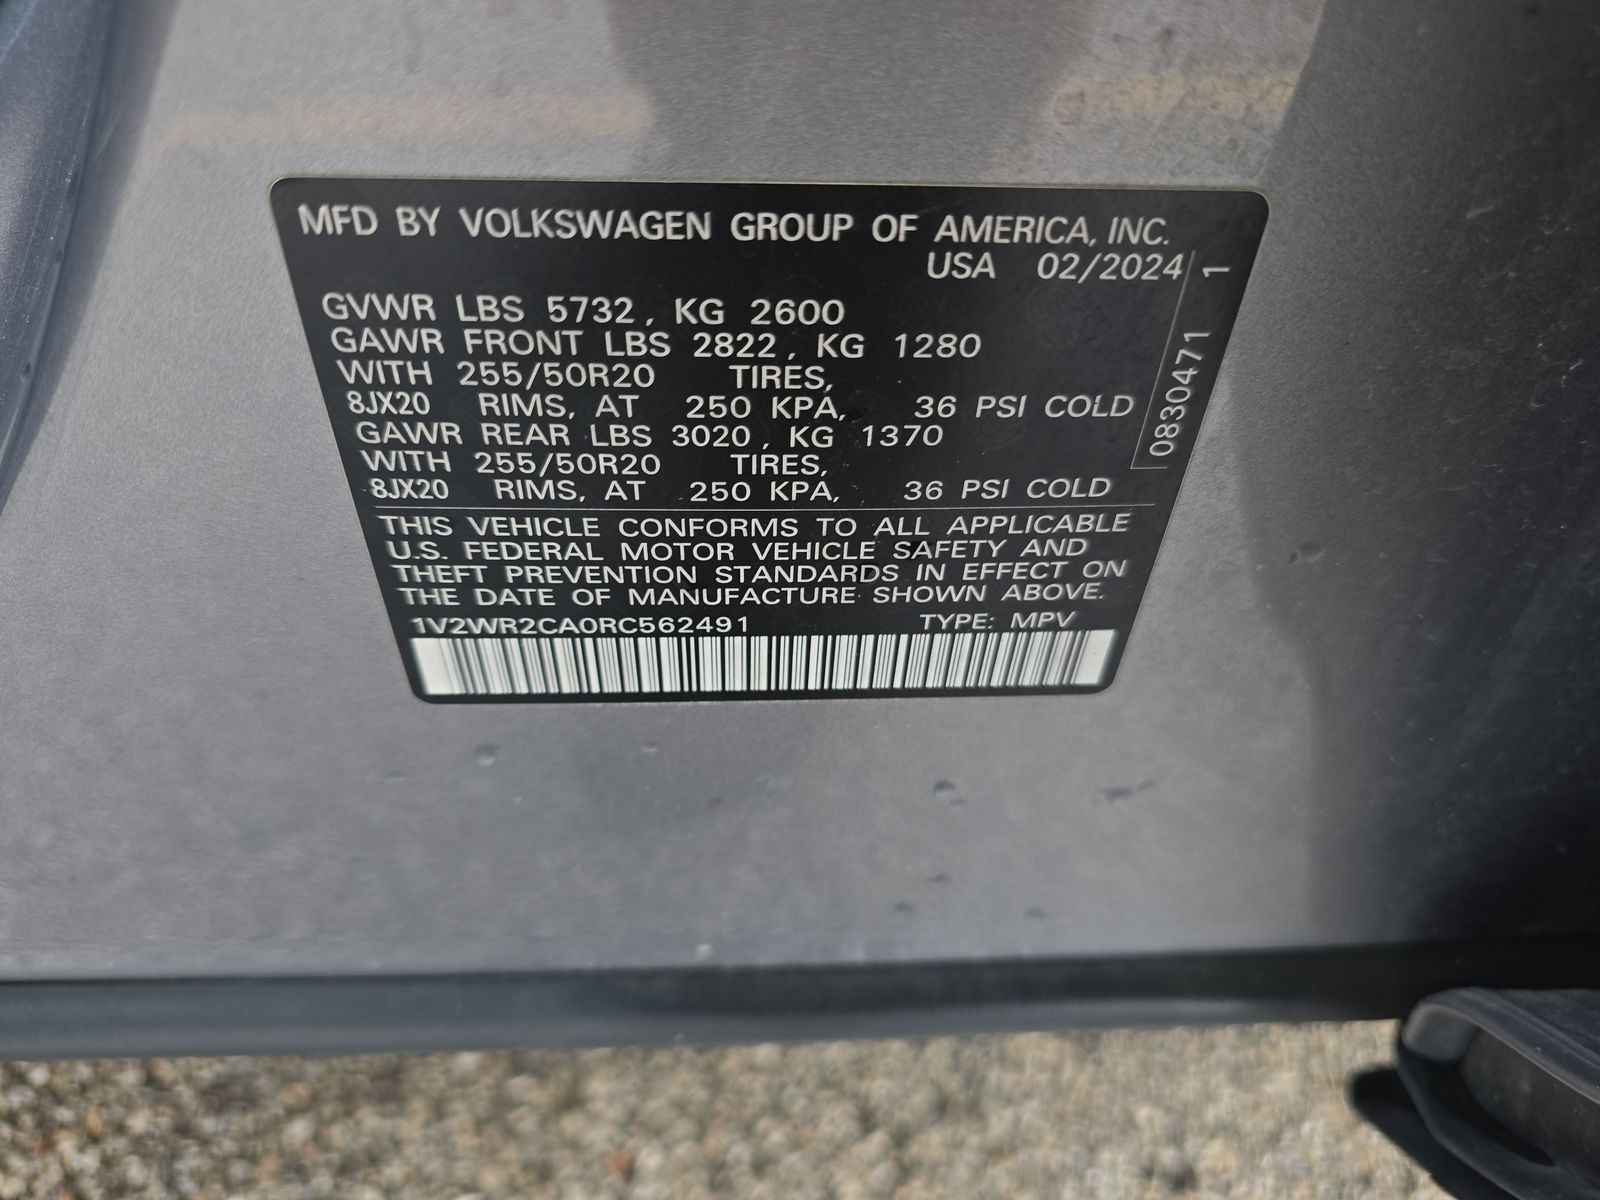 MFD BY VOLKSWAGEN GROUP OF AMERICA, INC.
USA 02/2024
GVWR LBS 5732, KG 2600
GAWR FRONT LBS 2822, KG 1280
WITH 255/50R20 TIRES,
8JX20 RIMS, AT 250 KPA, 36 PSI COLD
GAWR REAR LBS 3020, KG 1370
WITH 255/50R20 TIRES,
8JX20 RIMS, AT 250 KPA, 36 PSI COLD
THIS VEHICLE CONFORMS TO ALL APPLICABLE
U.S. FEDERAL MOTOR VEHICLE SAFETY AND
THEFT PREVENTION STANDARDS IN EFFECT ON
THE DATE OF MANUFACTURE SHOWN ABOVE.
1V2WR2CA0RC562491 TYPE: MPV
0830471 1